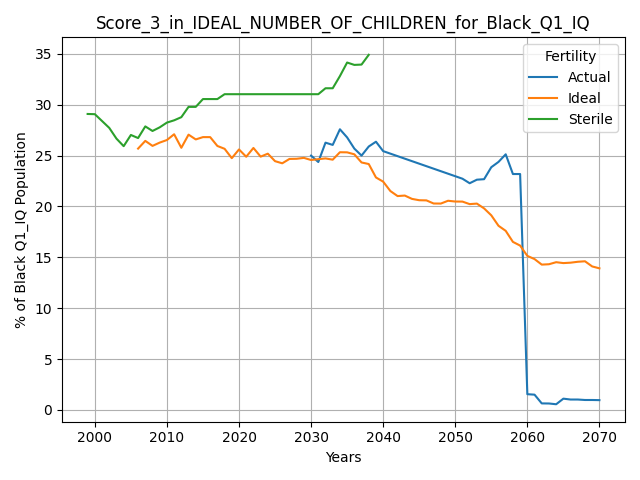 Score_3_in_IDEAL_NUMBER_OF_CHILDREN_for_Black_Q1_IQ
Fertility
Actual
Ideal
Sterile
% of Black Q1_IQ Population
35
30
25
20
15
10
5
0
2000 2010 2020 2030 2040 2050 2060 2070
Years